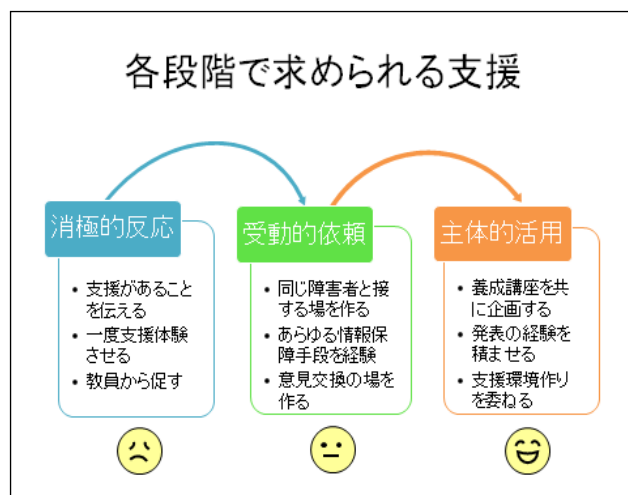 各段階で求められる支援
消極的反応
• 支援があること
を伝える
• 一度支援体験
させる
• 教員から促す
受動的依頼
• 同じ障害者と接
する場を作る
• あらゆる情報保
障手段を経験
• 意見交換の場を
作る
主体的活用
• 養成講座を共
に企画する
• 発表の経験を
積ませる
• 支援環境作り
を委ねる